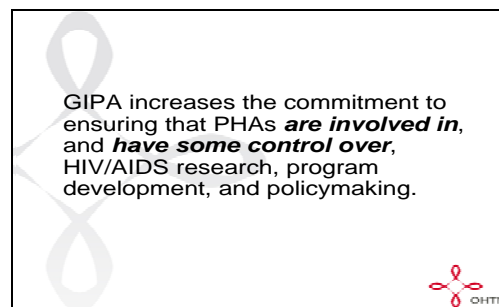 GIPA increases the commitment to
ensuring that PHAs are involved in,
and have some control over,
HIV/AIDS research, program
development, and policymaking.